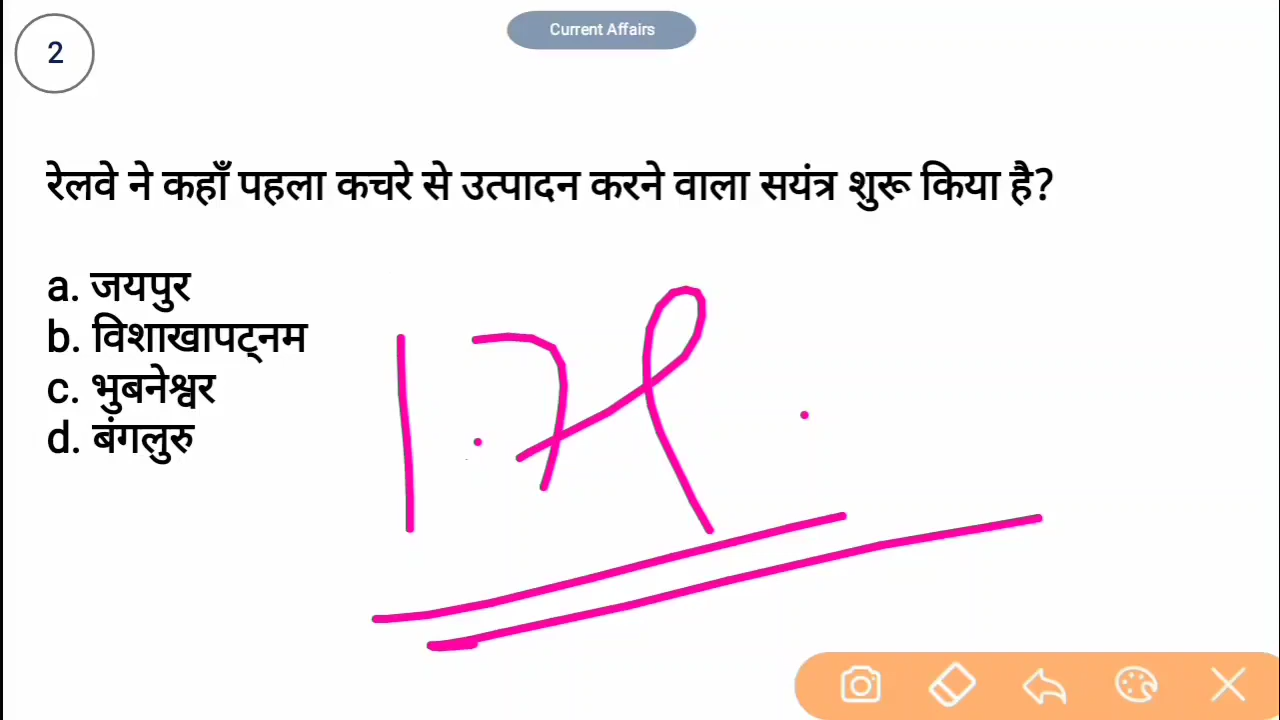 2
Current Affairs
रेलवे ने कहाँ पहला कचरे से उत्पादन करने वाला सयंत्र शुरू किया है?
a. जयपुर
b. विशाखापट्नम
c. भुबनेश्वर
d. बंगलुरु